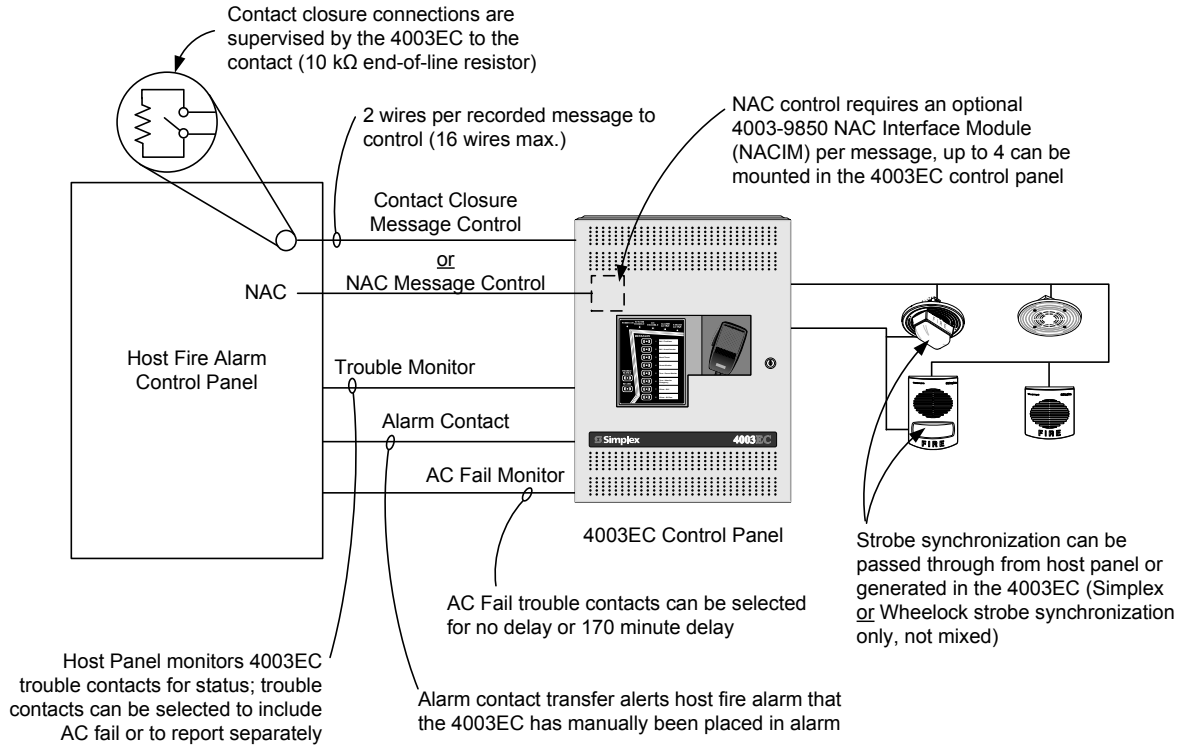 Contact closure connections are
supervised by the 4003EC to the
contact (10 kΩ end-of-line resistor)
2 wires per recorded message to
control (16 wires max.)
NAC control requires an optional
4003-9850 NAC Interface Module
(NACIM) per message, up to 4 can be
mounted in the 4003EC control panel
Contact Closure
Message Control
or
NAC
NAC Message Control
Host Fire Alarm
Control Panel
Trouble Monitor
Alarm Contact
AC Fail Monitor
Simplex
4003EC
FIRE
FIRE
4003EC Control Panel
Strobe synchronization can be
passed through from host panel or
generated in the 4003EC (Simplex
or Wheelock strobe synchronization
only, not mixed)
AC Fail trouble contacts can be selected
for no delay or 170 minute delay
Host Panel monitors 4003EC
trouble contacts for status; trouble
contacts can be selected to include
AC fail or to report separately
Alarm contact transfer alerts host fire alarm that
the 4003EC has manually been placed in alarm